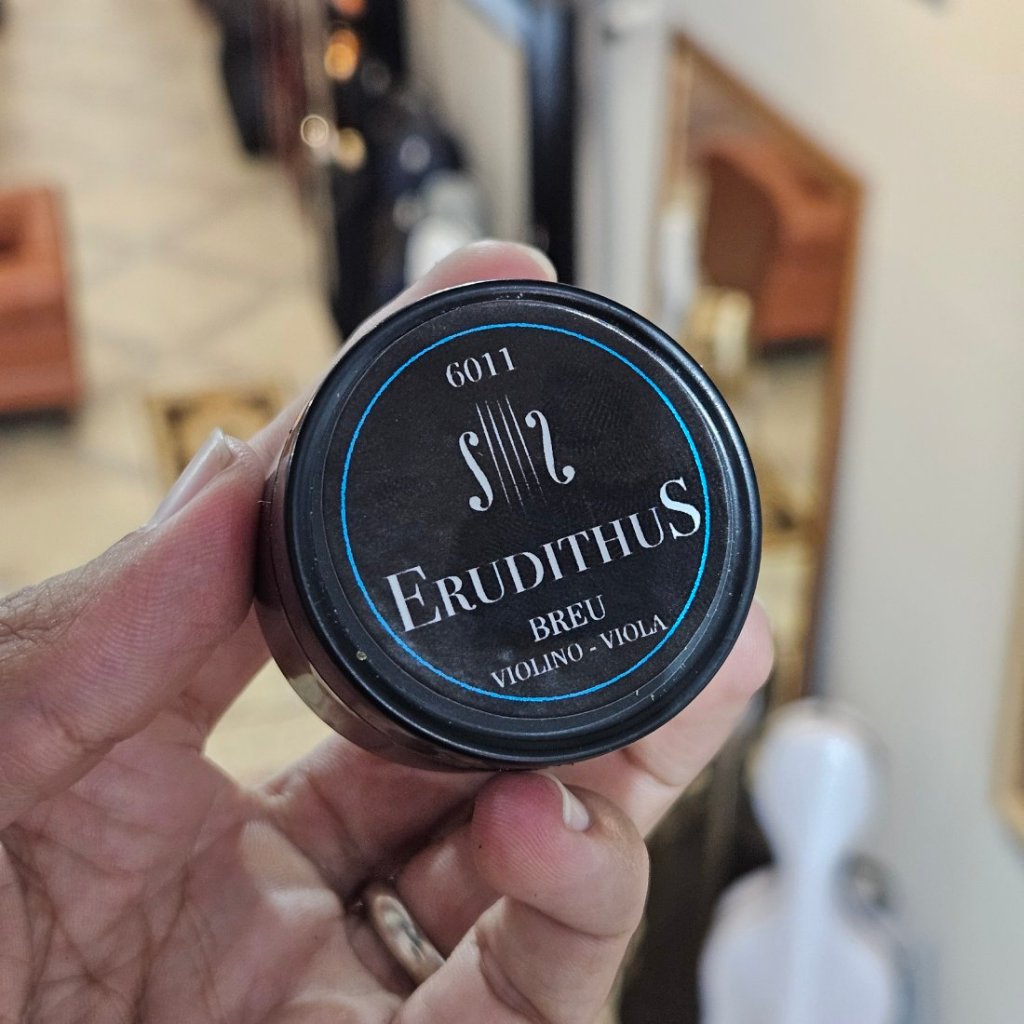 6011
ERUDITHUS
BREU
VIOLINO - VIOLA